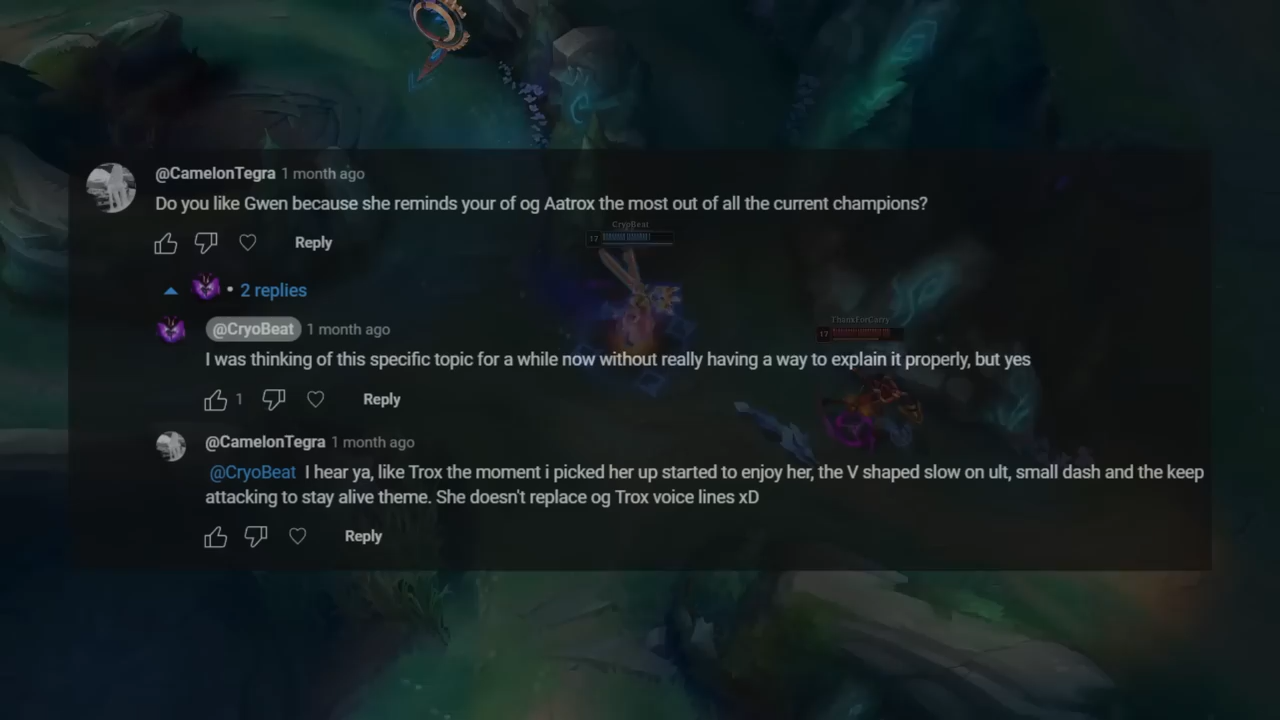 @CamelonTegra 1 month ago
Do you like Gwen because she reminds your of og Aatrox the most out of all the current champions?
Reply
CryoBeat
17
2 replies
@CryoBeat 1 month ago
ThankForCarry
17
I was thinking of this specific topic for a while now without really having a way to explain it properly, but yes
1 Reply
@CamelonTegra 1 month ago
@CryoBeat I hear ya, like Trox the moment i picked her up started to enjoy her, the V shaped slow on ult, small dash and the keep
attacking to stay alive theme. She doesn't replace og Trox voice lines xD
Reply